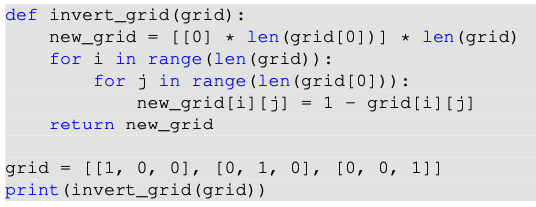 def invert_grid(grid):
    new_grid = [[0] * len(grid[0])] * len(grid)
    for i in range(len(grid)):
        for j in range(len(grid[0])):
            new_grid[i][j] = 1 - grid[i][j]
    return new_grid

grid = [[1, 0, 0], [0, 1, 0], [0, 0, 1]]
print(invert_grid(grid))